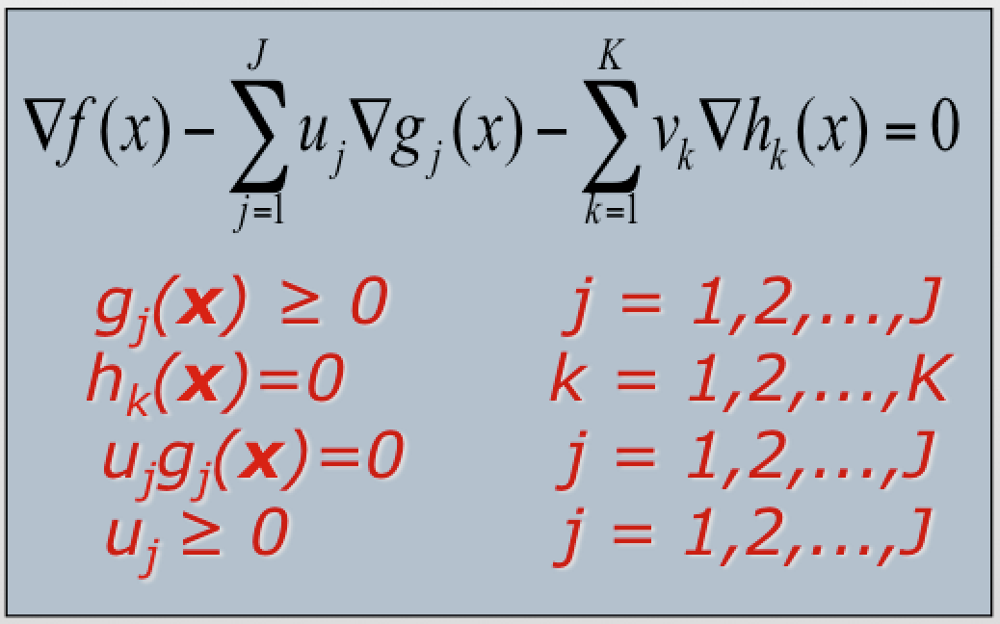 ∇f(x) − ∑_{j=1}^{J} u_j∇g_j(x) − ∑_{k=1}^{K} v_k∇h_k(x) = 0
g_j(x) ≥ 0 j = 1,2,...,J
h_k(x)=0 k = 1,2,...,K
u_jg_j(x)=0 j = 1,2,...,J
u_j ≥ 0 j = 1,2,...,J